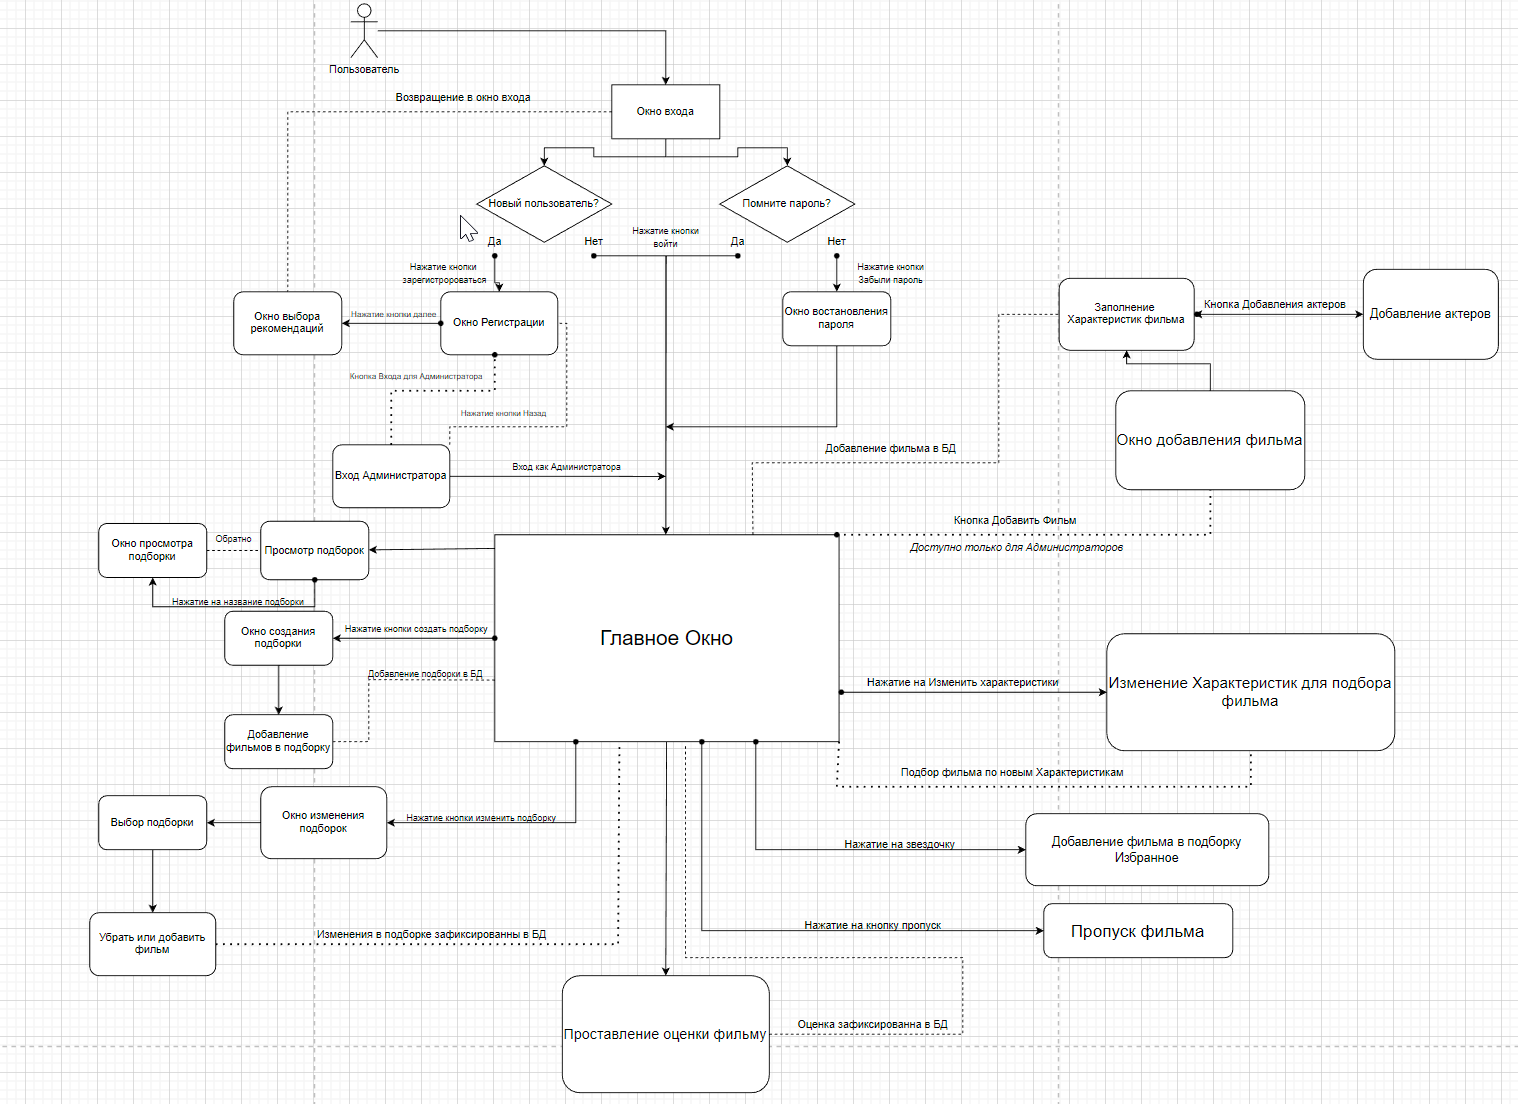 Пользователь
Возвращение в окно входа
Окно входа
Новый пользователь?
Помните пароль?
Да
Нет
Нажатие кнопки
войти
Да
Нет
Нажатие кнопки
зарегистророваться
Нажатие кнопки
Забыли пароль
Окно выбора
рекомендаций
Нажатие кнопки далее
Окно Регистрации
Окно востановления
пароля
Заполнение
Характеристик фильма
Кнопка Добавления актеров
Добавление актеров
Кнопка Входа для Администратора
Нажатие кнопки Назад
Окно добавления фильма
Добавление фильма в БД
Вход Администратора
Вход как Администратора
Кнопка Добавить Фильм
Доступно только для Администраторов
Окно просмотра
подборки
Обратно
Просмотр подборок
Нажатие на название подборки
Окно создания
подборки
Нажатие кнопки создать подборку
Главное Окно
Добавление подборки в БД
Нажатие на Изменить характеристики
Изменение Характеристик для подбора
фильма
Добавление
фильмов в подборку
Подбор фильма по новым Характеристикам
Выбор подборки
Окно изменения
подборок
Нажатие кнопки изменить подборку
Нажатие на звездочку
Добавление фильма в подборку
Избранное
Убрать или добавить
фильм
Изменения в подборке зафиксированны в БД
Нажатие на кнопку пропуск
Пропуск фильма
Проставление оценки фильму
Оценка зафиксированна в БД